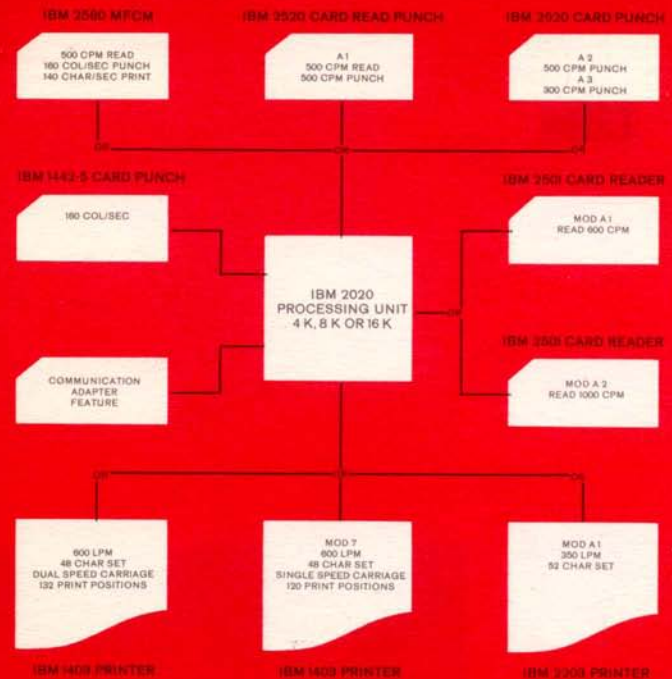 IBM 2560 MFCM
500 CPM READ
160 COL/SEC PUNCH
140 CHAR/SEC PRINT
IBM 2520 CARD READ PUNCH
A1
500 CPM READ
500 CPM PUNCH
IBM 2520 CARD PUNCH
A 2
500 CPM PUNCH
A 3
300 CPM PUNCH
OR
OR
OR
IBM 1442-5 CARD PUNCH
160 COL/SEC
IBM 2501 CARD READER
MOD A1
READ 600 CPM
IBM 2020
PROCESSING UNIT
4 K, 8 K OR 16 K
OR
COMMUNICATION
ADAPTER
FEATURE
IBM 2501 CARD READER
MOD A 2
READ 1000 CPM
OR
OR
OR
600 LPM
48 CHAR SET
DUAL SPEED CARRIAGE
132 PRINT POSITIONS
IBM 1403 PRINTER
MOD 7
600 LPM
48 CHAR SET
SINGLE SPEED CARRIAGE
120 PRINT POSITIONS
IBM 1403 PRINTER
MOD A1
350 LPM
52 CHAR SET
IBM 2203 PRINTER